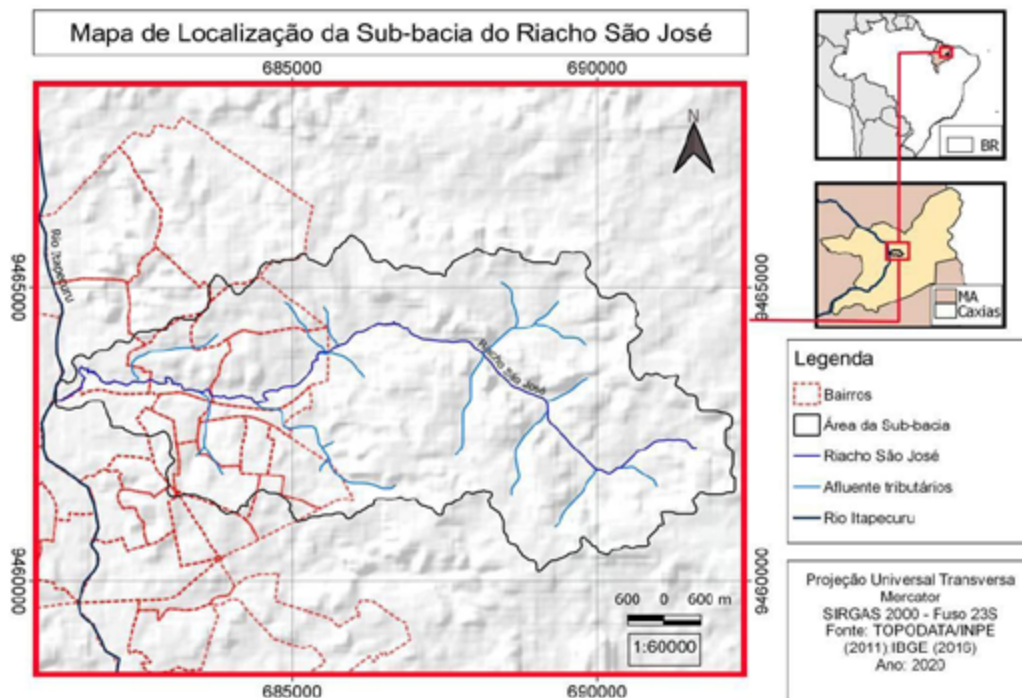 Mapa de Localização da Sub-bacia do Riacho São José
685000
690000
N
BR
Rio Itapecuru
9465000
9465000
MA
Caxias
Riacho São José
Legenda
Bairros
Área da Sub-bacia
Riacho São José
Afluente tributários
Rio Itapecuru
9460000
9460000
600 0 600 m
1:60000
685000
690000
Projeção Universal Transversa
Mercator
SIRGAS 2000 - Fuso 23S
Fonte: TOPODATA/INPE
(2011);IBGE (2016)
Ano: 2020